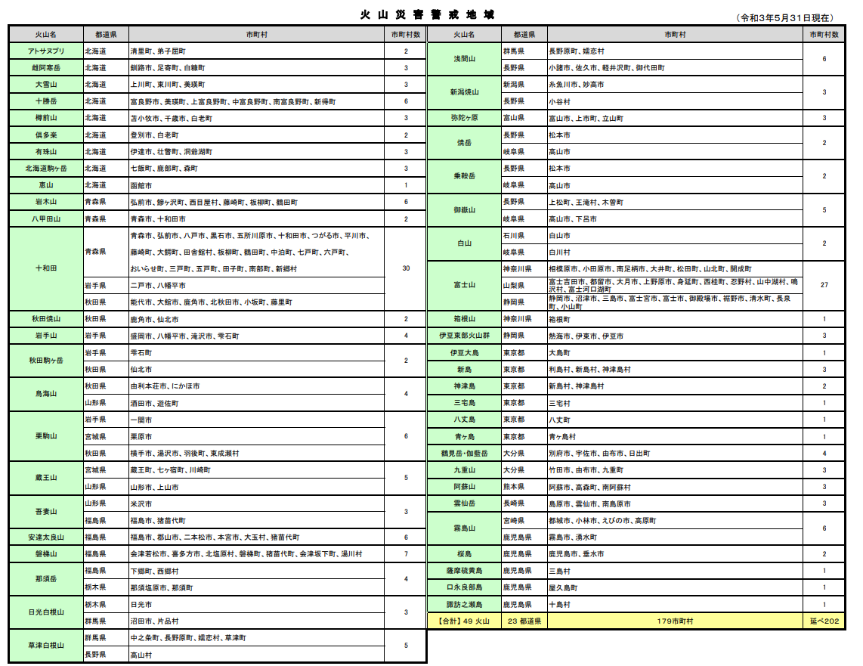 火山災害警戒地域
（令和3年5月31日現在）
火山名 都道県 市町村 市町村数
アトサヌプリ 北海道 清里町、弟子屈町 2
雌阿寒岳 北海道 釧路市、足寄町、白糠町 3
大雪山 北海道 上川町、東川町、美瑛町 3
十勝岳 北海道 富良野市、美瑛町、上富良野町、中富良野町、南富良野町、新得町 6
樽前山 北海道 苫小牧市、千歳市、白老町 3
倶多楽 北海道 登別市、白老町 2
有珠山 北海道 伊達市、壮瞥町、洞爺湖町 3
北海道駒ヶ岳 北海道 七飯町、鹿部町、森町 3
恵山 北海道 函館市 1
岩木山 青森県 弘前市、鰺ヶ沢町、西目屋村、藤崎町、板柳町、鶴田町 6
八甲田山 青森県 青森市、十和田市 2
十和田 青森県 青森市、弘前市、八戸市、黒石市、五所川原市、十和田市、つがる市、平川市、
藤崎町、大鰐町、田舎館村、板柳町、鶴田町、中泊町、七戸町、六戸町、
おいらせ町、三戸町、五戸町、田子町、南部町、新郷村 30
岩手県 二戸市、八幡平市
秋田県 能代市、大館市、鹿角市、北秋田市、小坂町、藤里町
秋田焼山 秋田県 鹿角市、仙北市 2
岩手山 岩手県 盛岡市、八幡平市、滝沢市、雫石町 4
秋田駒ヶ岳 岩手県 雫石町 2
秋田県 仙北市
鳥海山 秋田県 由利本荘市、にかほ市 4
山形県 酒田市、遊佐町
栗駒山 岩手県 一関市 6
宮城県 栗原市
秋田県 横手市、湯沢市、羽後町、東成瀬村
蔵王山 宮城県 蔵王町、七ヶ宿町、川崎町 5
山形県 山形市、上山市
吾妻山 山形県 米沢市 3
福島県 福島市、猪苗代町
安達太良山 福島県 福島市、郡山市、二本松市、本宮市、大玉村、猪苗代町 6
磐梯山 福島県 会津若松市、喜多方市、北塩原村、磐梯町、猪苗代町、会津坂下町、湯川村 7
那須岳 福島県 下郷町、西郷村 4
栃木県 那須塩原市、那須町
日光白根山 栃木県 日光市 3
群馬県 沼田市、片品村
草津白根山 群馬県 中之条町、長野原町、嬬恋村、草津町 5
長野県 高山村
火山名 都道県 市町村 市町村数
浅間山 群馬県 長野原町、嬬恋村 6
長野県 小諸市、佐久市、軽井沢町、御代田町
新潟焼山 新潟県 糸魚川市、妙高市 3
長野県 小谷村
弥陀ヶ原 富山県 富山市、上市町、立山町 3
焼岳 長野県 松本市 2
岐阜県 高山市
乗鞍岳 長野県 松本市 2
岐阜県 高山市
御嶽山 長野県 上松町、王滝村、木曽町 5
岐阜県 高山市、下呂市
白山 石川県 白山市 2
岐阜県 白川村
富士山 神奈川県 相模原市、小田原市、南足柄市、大井町、松田町、山北町、開成町 27
山梨県 富士吉田市、都留市、大月市、上野原市、身延町、西桂町、忍野村、山中湖村、鳴
沢村、富士河口湖町
静岡県 静岡市、沼津市、三島市、富士宮市、富士市、御殿場市、裾野市、清水町、長泉
町、小山町
箱根山 神奈川県 箱根町 1
伊豆東部火山群 静岡県 熱海市、伊東市、伊豆市 3
伊豆大島 東京都 大島町 1
新島 東京都 利島村、新島村、神津島村 3
神津島 東京都 新島村、神津島村 2
三宅島 東京都 三宅村 1
八丈島 東京都 八丈町 1
青ヶ島 東京都 青ヶ島村 1
鶴見岳・伽藍岳 大分県 別府市、宇佐市、由布市、日出町 4
九重山 大分県 竹田市、由布市、九重町 3
阿蘇山 熊本県 阿蘇市、高森町、南阿蘇村 3
雲仙岳 長崎県 島原市、雲仙市、南島原市 3
霧島山 宮崎県 都城市、小林市、えびの市、高原町 6
鹿児島県 霧島市、湧水町
桜島 鹿児島県 鹿児島市、垂水市 2
薩摩硫黄島 鹿児島県 三島村 1
口永良部島 鹿児島県 屋久島町 1
諏訪之瀬島 鹿児島県 十島村 1
【合計】 49 火山 23 都道県 179市町村 延べ202